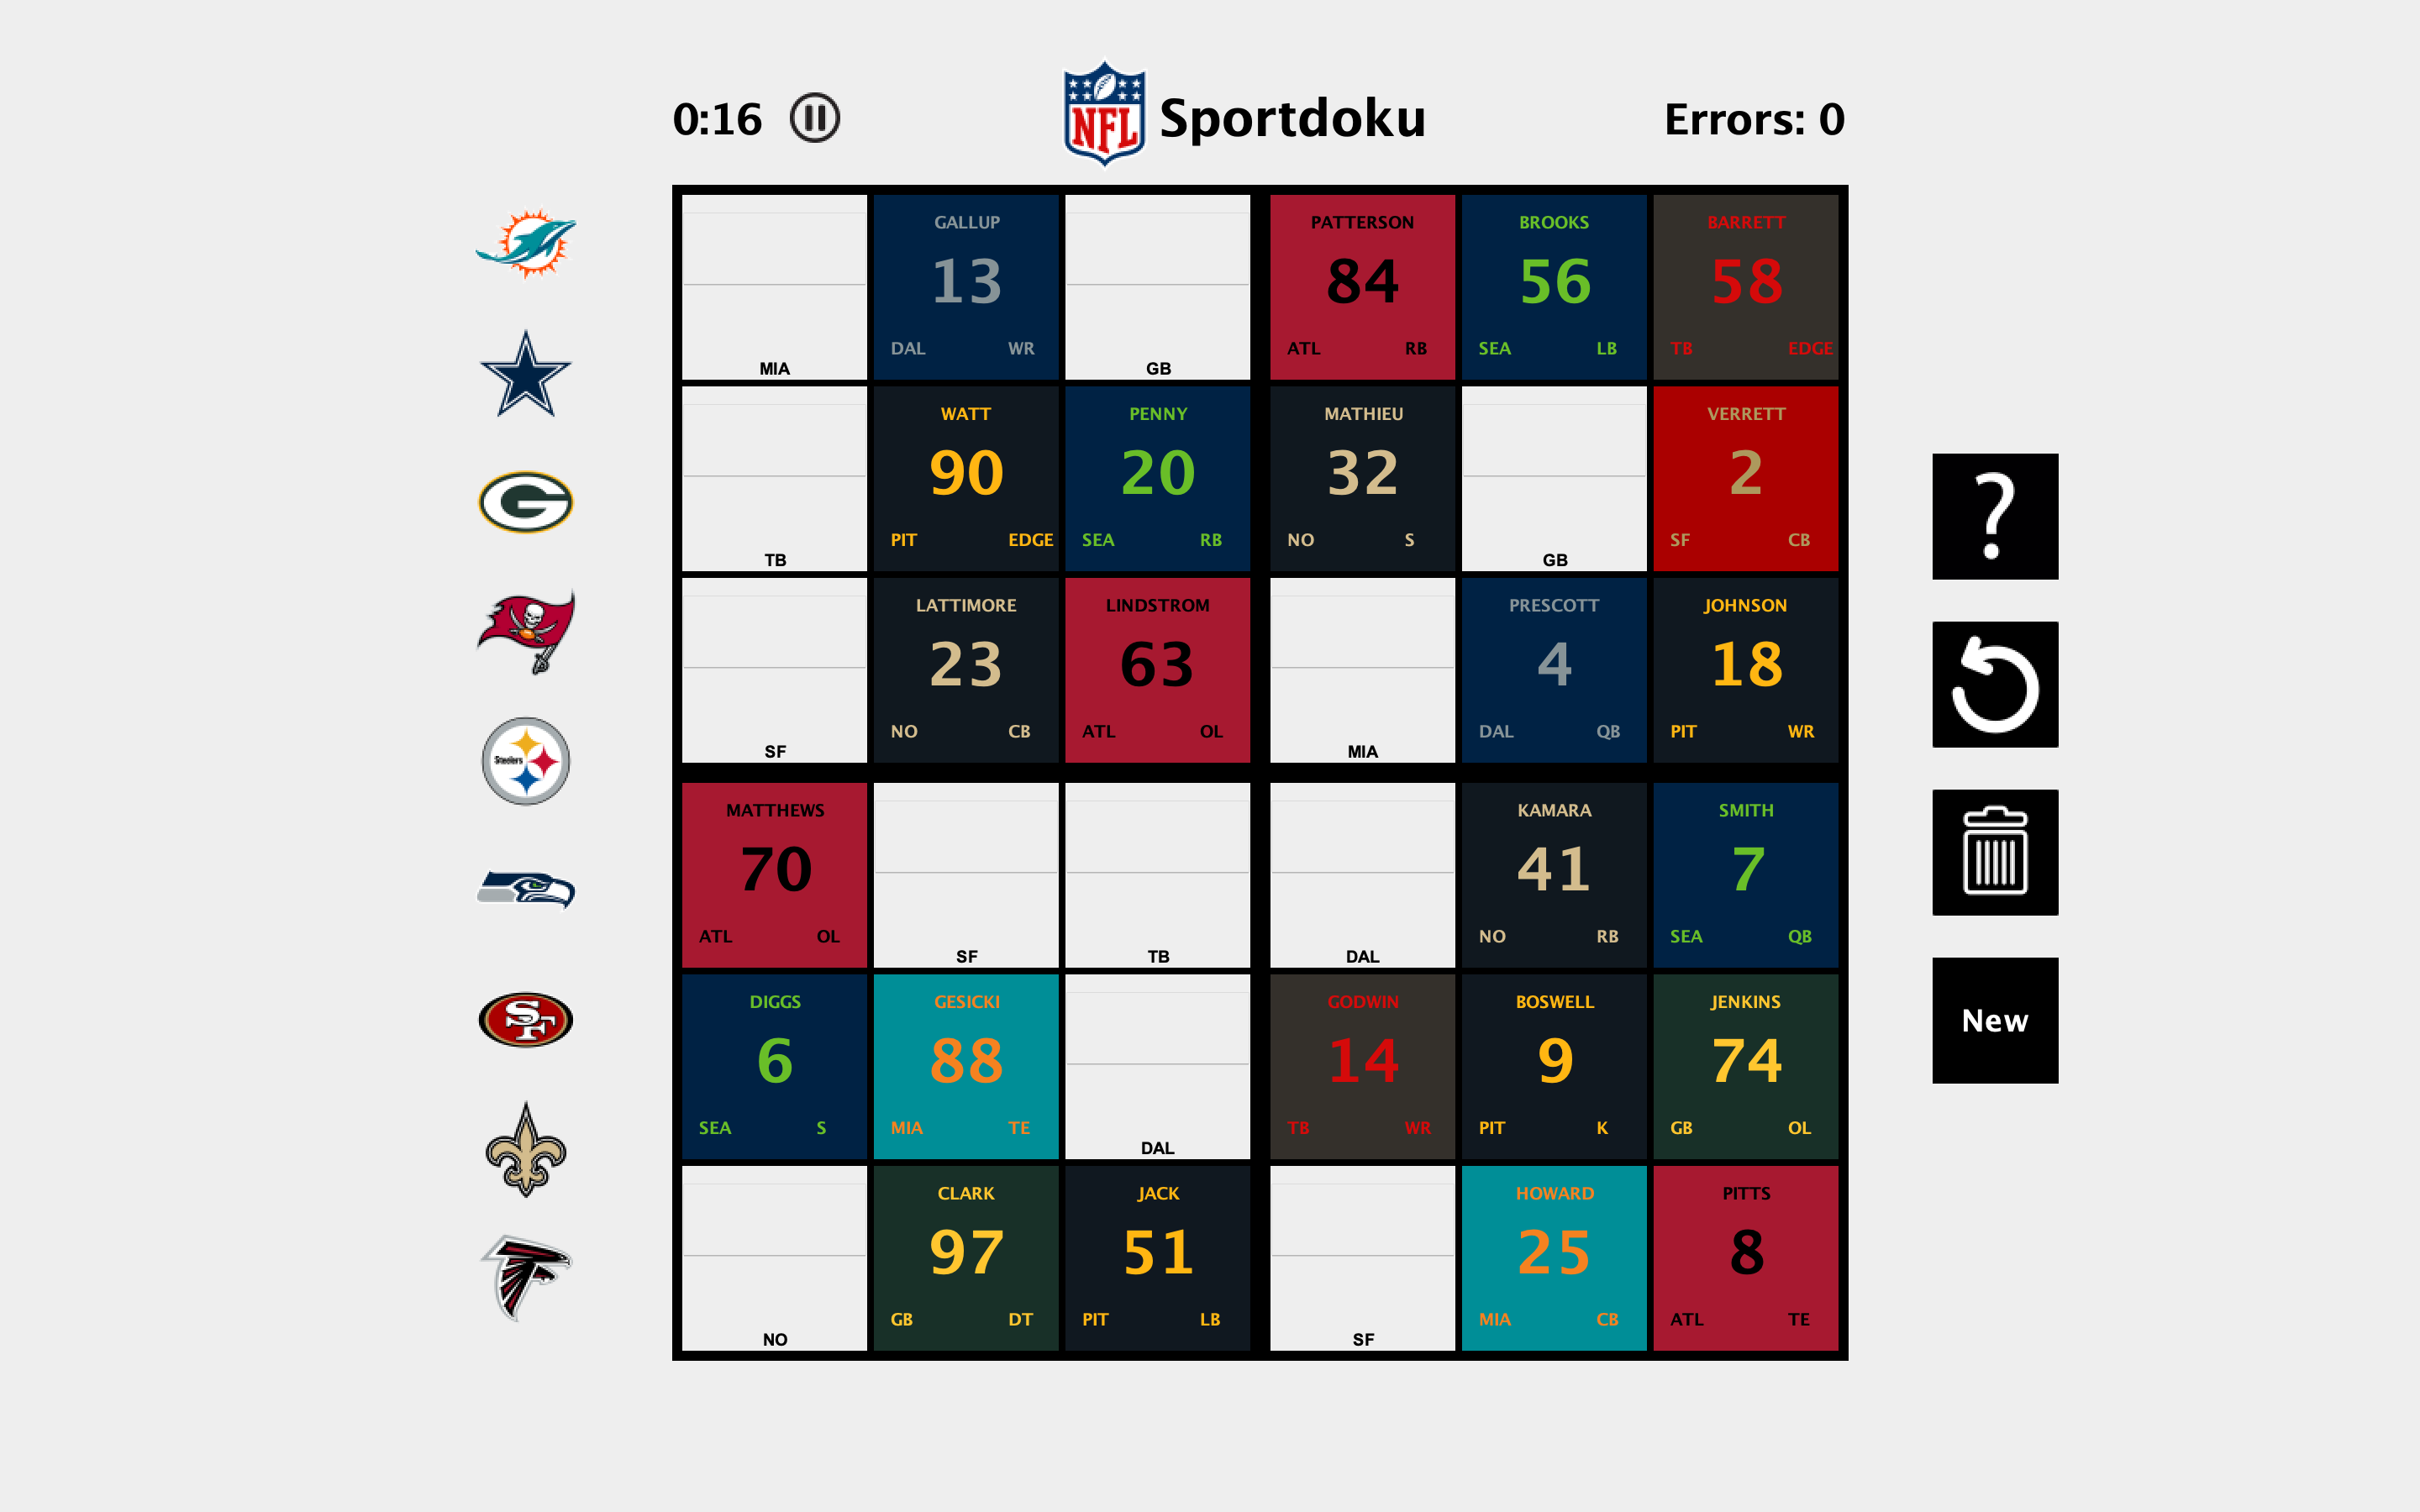 0:16
NFL
Sportdoku
Errors: 0
MIA
GALLUP
13
DAL WR
GB
PATTERSON
84
ATL RB
BROOKS
56
SEA LB
BARRETT
58
TB EDGE
TB
WATT
90
PIT EDGE
PENNY
20
SEA RB
MATHIEU
32
NO S
GB
VERRETT
2
SF CB
SF
LATTIMORE
23
NO CB
LINDSTROM
63
ATL OL
MIA
PRESCOTT
4
DAL QB
JOHNSON
18
PIT WR
MATTHEWS
70
ATL OL
SF
TB
DAL
KAMARA
41
NO RB
SMITH
7
SEA QB
DIGGS
6
SEA S
GESICKI
88
MIA TE
DAL
GODWIN
14
TB WR
BOSWELL
9
PIT K
JENKINS
74
GB OL
NO
CLARK
97
GB DT
JACK
51
PIT LB
SF
HOWARD
25
MIA CB
PITTS
8
ATL TE
G
Steelers
SF
?
New